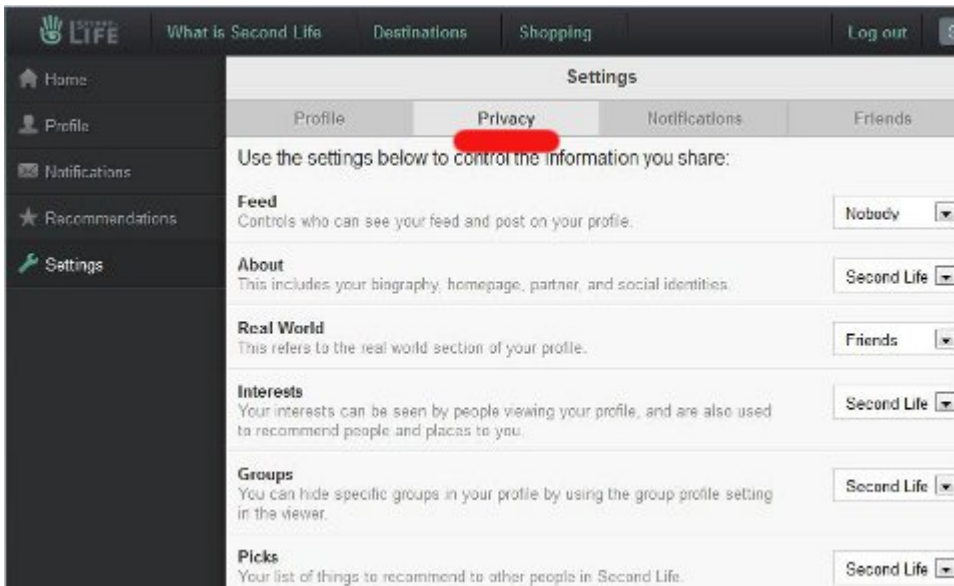 SECOND LIFE What is Second Life Destinations Shopping Log out
Home
Profile
Notifications
Recommendations
Settings
Settings
Profile Privacy Notifications Friends
Use the settings below to control the information you share:
Feed
Controls who can see your feed and post on your profile.
Nobody
About
This includes your biography, homepage, partner, and social identities.
Second Life
Real World
This refers to the real world section of your profile.
Friends
Interests
Your interests can be seen by people viewing your profile, and are also used
to recommend people and places to you.
Second Life
Groups
You can hide specific groups in your profile by using the group profile setting
in the viewer.
Second Life
Picks
Your list of things to recommend to other people in Second Life.
Second Life